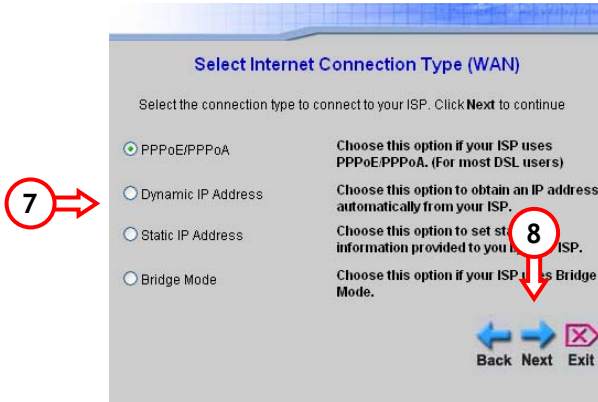 Select Internet Connection Type (WAN)
Select the connection type to connect to your ISP. Click Next to continue
PPPoE/PPPoA
Choose this option if your ISP uses
PPPoE/PPPoA. (For most DSL users)
7
Dynamic IP Address
Choose this option to obtain an IP address
automatically from your ISP.
Static IP Address
Choose this option to set
information provided to you ISP.
8
Bridge Mode
Choose this option if your ISP Bridge
Mode.
Back Next Exit